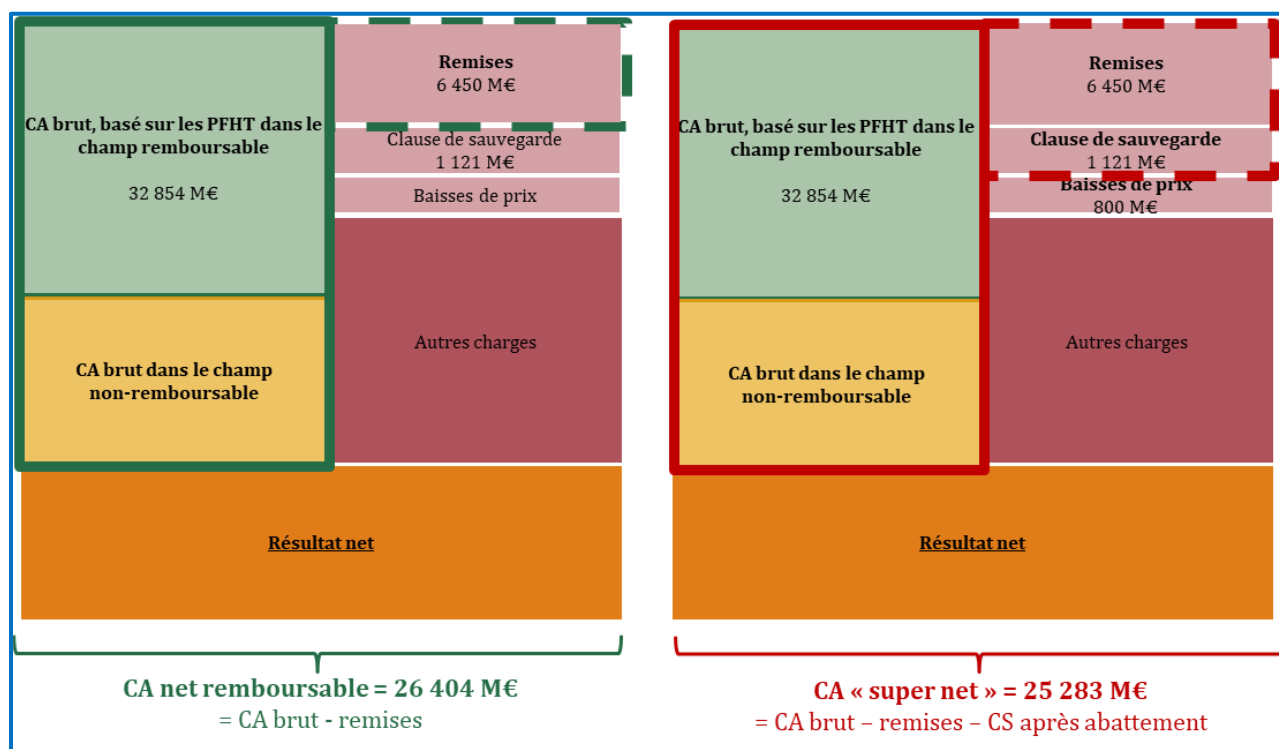 Remises
6 450 M€
CA brut, basé sur les PFHT dans le
champ remboursable
32 854 M€
Clause de sauvegarde
1 121 M€
Baisses de prix
CA brut dans le champ
non-remboursable
Autres charges
Résultat net
CA net remboursable = 26 404 M€
= CA brut - remises
Remises
6 450 M€
CA brut, basé sur les PFHT dans le
champ remboursable
32 854 M€
Clause de sauvegarde
1 121 M€
Baisses de prix
800 M€
CA brut dans le champ
non-remboursable
Autres charges
Résultat net
CA « super net » = 25 283 M€
= CA brut – remises – CS après abattement